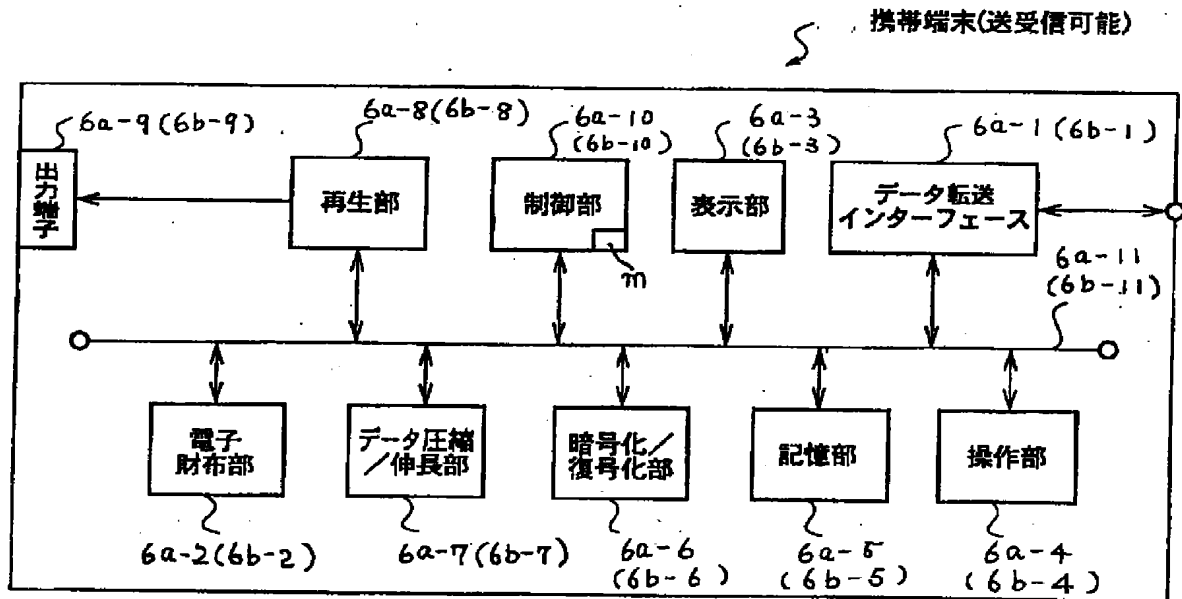 携帯端末(送受信可能)
6a-9(6b-9)
6a-8(6b-8)
6a-10
(6b-10)
6a-3
(6b-3)
6a-1(6b-1)
出力端子
再生部
制御部
m
表示部
データ転送
インターフェース
6a-11
(6b-11)
電子
財布部
データ圧縮
/伸長部
暗号化/
復号化部
記憶部
操作部
6a-2(6b-2)
6a-7(6b-7)
6a-6
(6b-6)
6a-5
(6b-5)
6a-4
(6b-4)